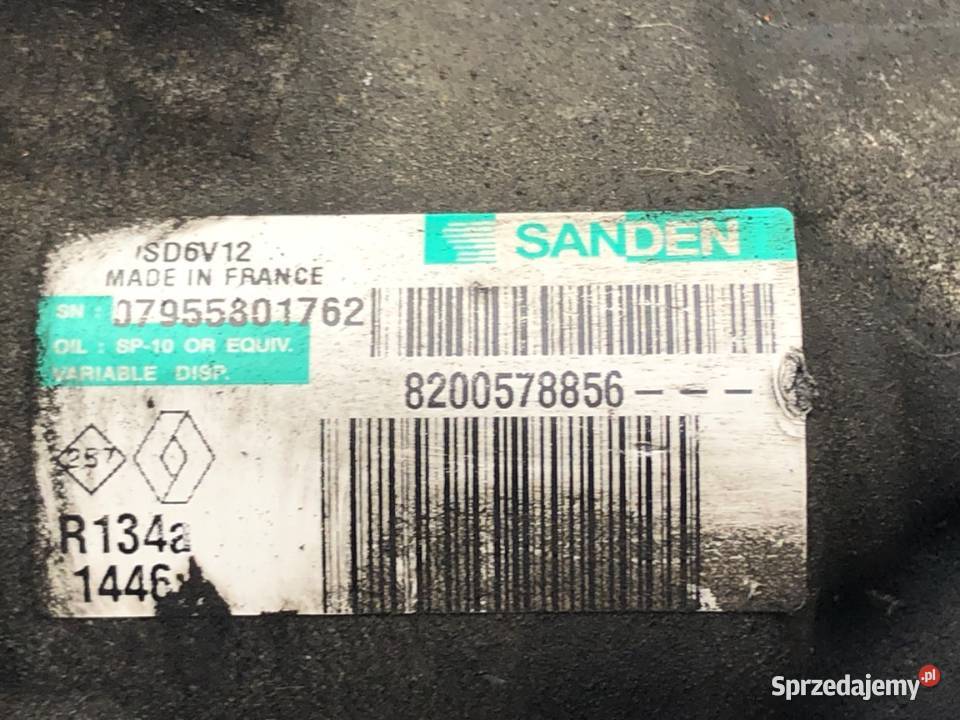 SD6V12
SANDEN
MADE IN FRANCE
SN : 07955801762
OIL : SP-10 OR EQUIV.
VARIABLE DISP.
8200578856---
257
R134a
1446
Sprzedajemy.pl